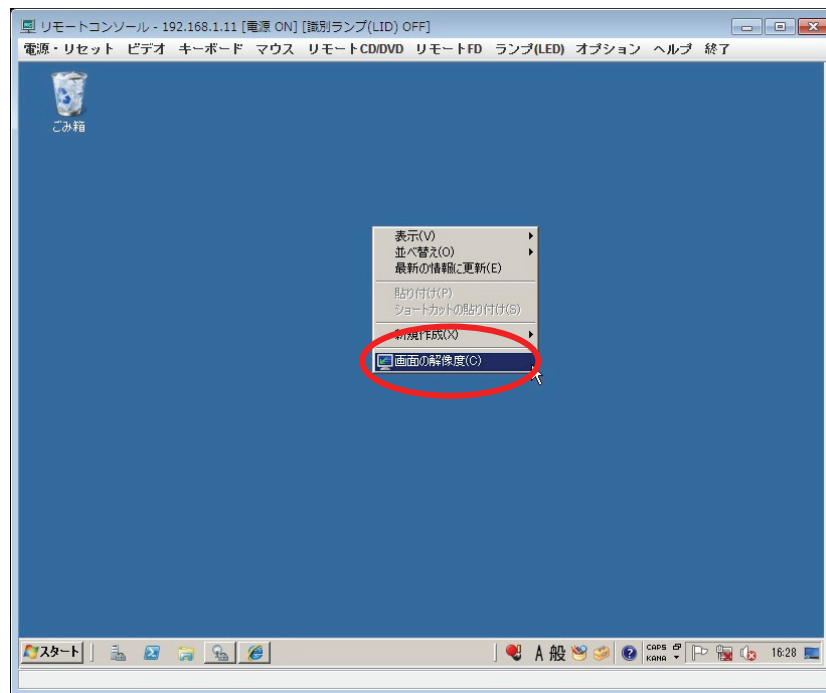 リモートコンソール - 192.168.1.11 [電源 ON] [識別ランプ(LID) OFF]
電源・リセット ビデオ キーボード マウス リモートCD/DVD リモートFD ランプ(LED) オプション ヘルプ 終了
ごみ箱
表示(V)
並べ替え(O)
最新の情報に更新(E)
貼り付け(P)
ショートカットの貼り付け(S)
新規作成(X)
画面の解像度(C)
スタート
A 般
CAPS
KANA
16:28